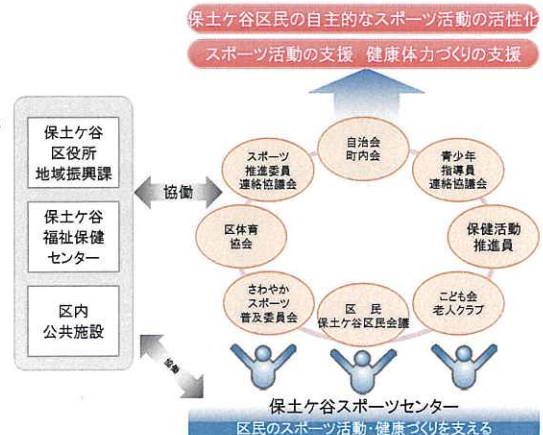 保土ケ谷区民の自主的なスポーツ活動の活性化
スポーツ活動の支援 健康体力づくりの支援
保土ケ谷
区役所
地域振興課
保土ケ谷
福祉保健
センター
区内
公共施設
協働
協働
自治会
町内会
スポーツ
推進委員
連絡協議会
青少年
指導員
連絡協議会
区体育
協会
保健活動
推進員
さわやか
スポーツ
普及委員会
区 民
保土ケ谷区民会議
こども会
老人クラブ
保土ケ谷スポーツセンター
区民のスポーツ活動・健康づくりを支える